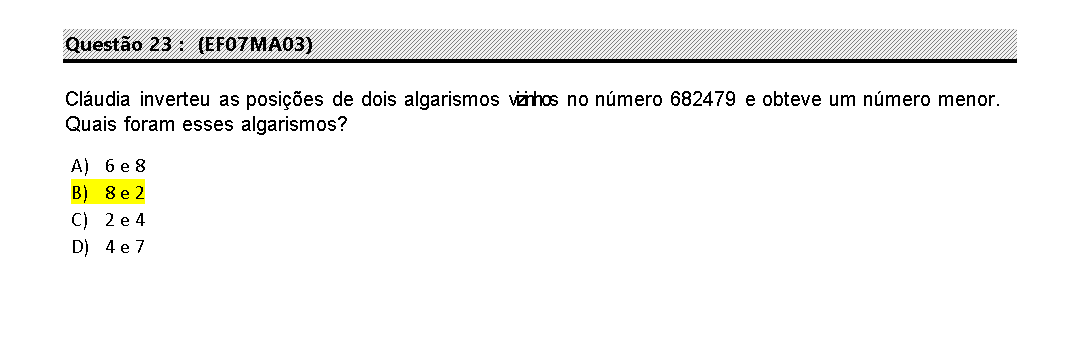 Questão 23 : (EF07MA03)
Cláudia inverteu as posições de dois algarismos vizinhos no número 682479 e obteve um número menor.
Quais foram esses algarismos?
A) 6 e 8
B) 8 e 2
C) 2 e 4
D) 4 e 7